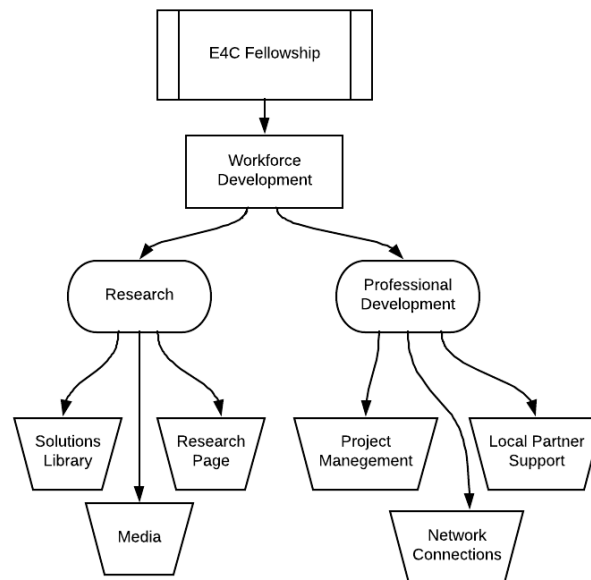 E4C Fellowship
Workforce
Development
Research
Professional
Development
Solutions
Library
Research
Page
Project
Manegement
Local Partner
Support
Media
Network
Connections